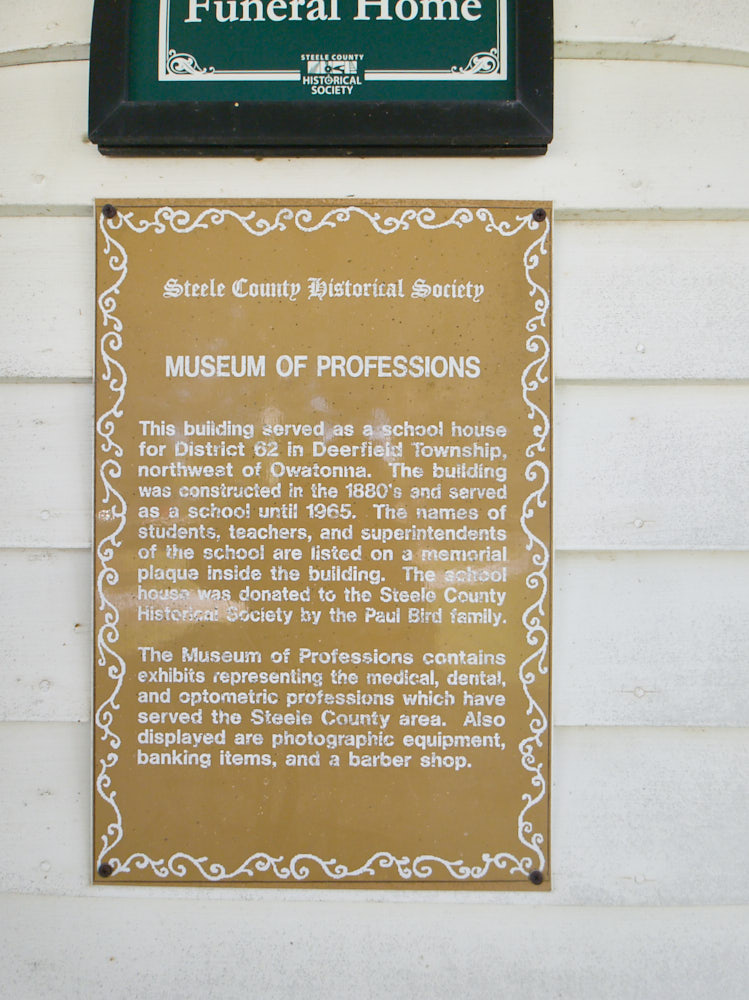 Funeral Home
STEELE COUNTY
HISTORICAL
SOCIETY
Steele County Historical Society
MUSEUM OF PROFESSIONS
This building served as a school house
for District 62 in Deerfield Township,
northwest of Owatonna. The building
was constructed in the 1880's and served
as a school until 1965. The names of
students, teachers, and superintendents
of the school are listed on a memorial
plaque inside the building. The school
house was donated to the Steele County
Historical Society by the Paul Bird family.
The Museum of Professions contains
exhibits representing the medical, dental,
and optometric professions which have
served the Steele County area. Also
displayed are photographic equipment,
banking items, and a barber shop.